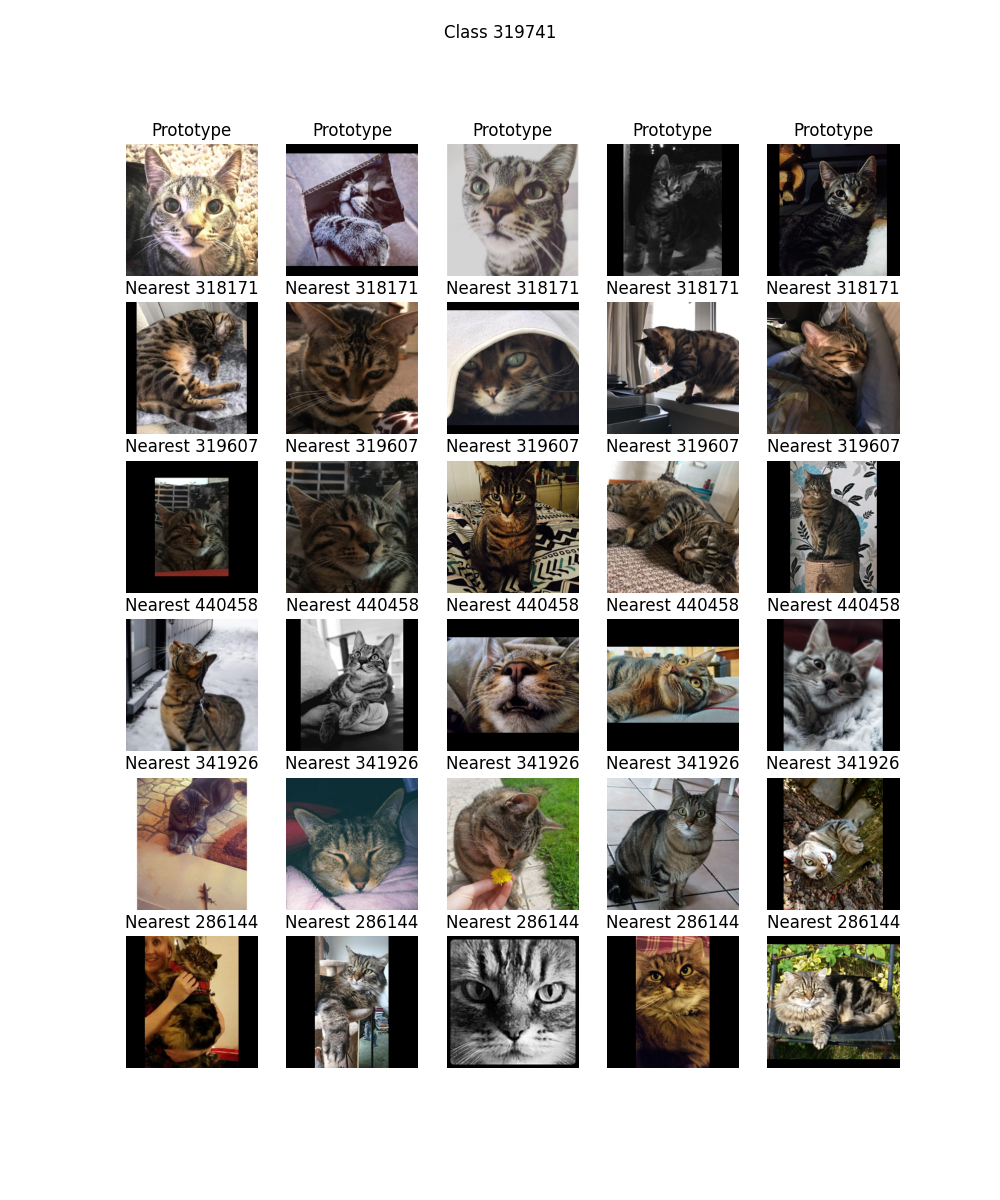 Class 319741
Prototype Prototype Prototype Prototype Prototype
Nearest 318171 Nearest 318171 Nearest 318171 Nearest 318171 Nearest 318171
Nearest 319607 Nearest 319607 Nearest 319607 Nearest 319607 Nearest 319607
Nearest 440458 Nearest 440458 Nearest 440458 Nearest 440458 Nearest 440458
Nearest 341926 Nearest 341926 Nearest 341926 Nearest 341926 Nearest 341926
Nearest 286144 Nearest 286144 Nearest 286144 Nearest 286144 Nearest 286144